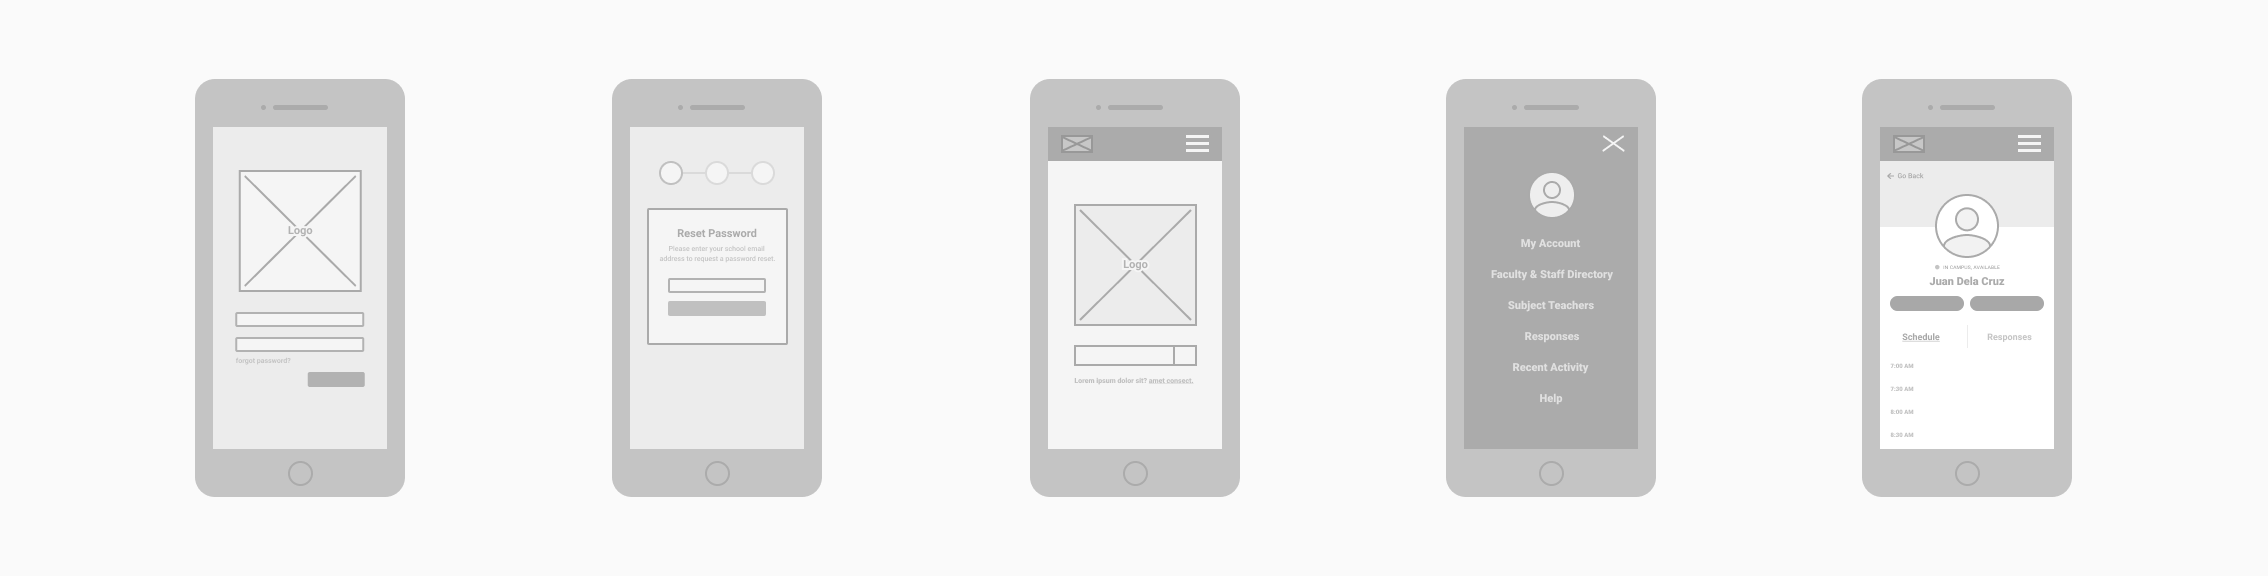 Logo
forgot password?
Reset Password
Please enter your school email
address to request a password reset.
Logo
Lorem ipsum dolor sit? amet consect.
My Account
Faculty & Staff Directory
Subject Teachers
Responses
Recent Activity
Help
Go Back
IN CAMPUS, AVAILABLE
Juan Dela Cruz
Schedule Responses
7:00 AM
7:30 AM
8:00 AM
8:30 AM